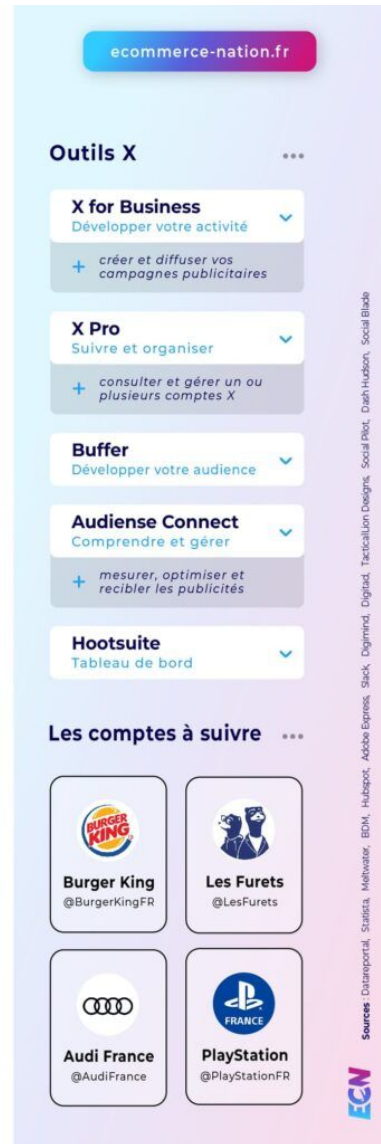 ecommerce-nation.fr
Outils X
X for Business
Développer votre activité
+ créer et diffuser vos
campagnes publicitaires
X Pro
Suivre et organiser
+ consulter et gérer un ou
plusieurs comptes X
Buffer
Développer votre audience
Audiense Connect
Comprendre et gérer
+ mesurer, optimiser et
recibler les publicités
Hootsuite
Tableau de bord
Les comptes à suivre
BURGER
KING
Burger King
@BurgerKingFR
Les Furets
@LesFurets
Audi France
@AudiFrance
FRANCE
PlayStation
@PlayStationFR
Sources : Datareportal, Statista, Meltwater, BDM, Hubspot, Adobe Express, Slack, Digimind, Digitad, TacticalLion Designs, Social Pilot, Dash Hudson, Social Blade
ECN